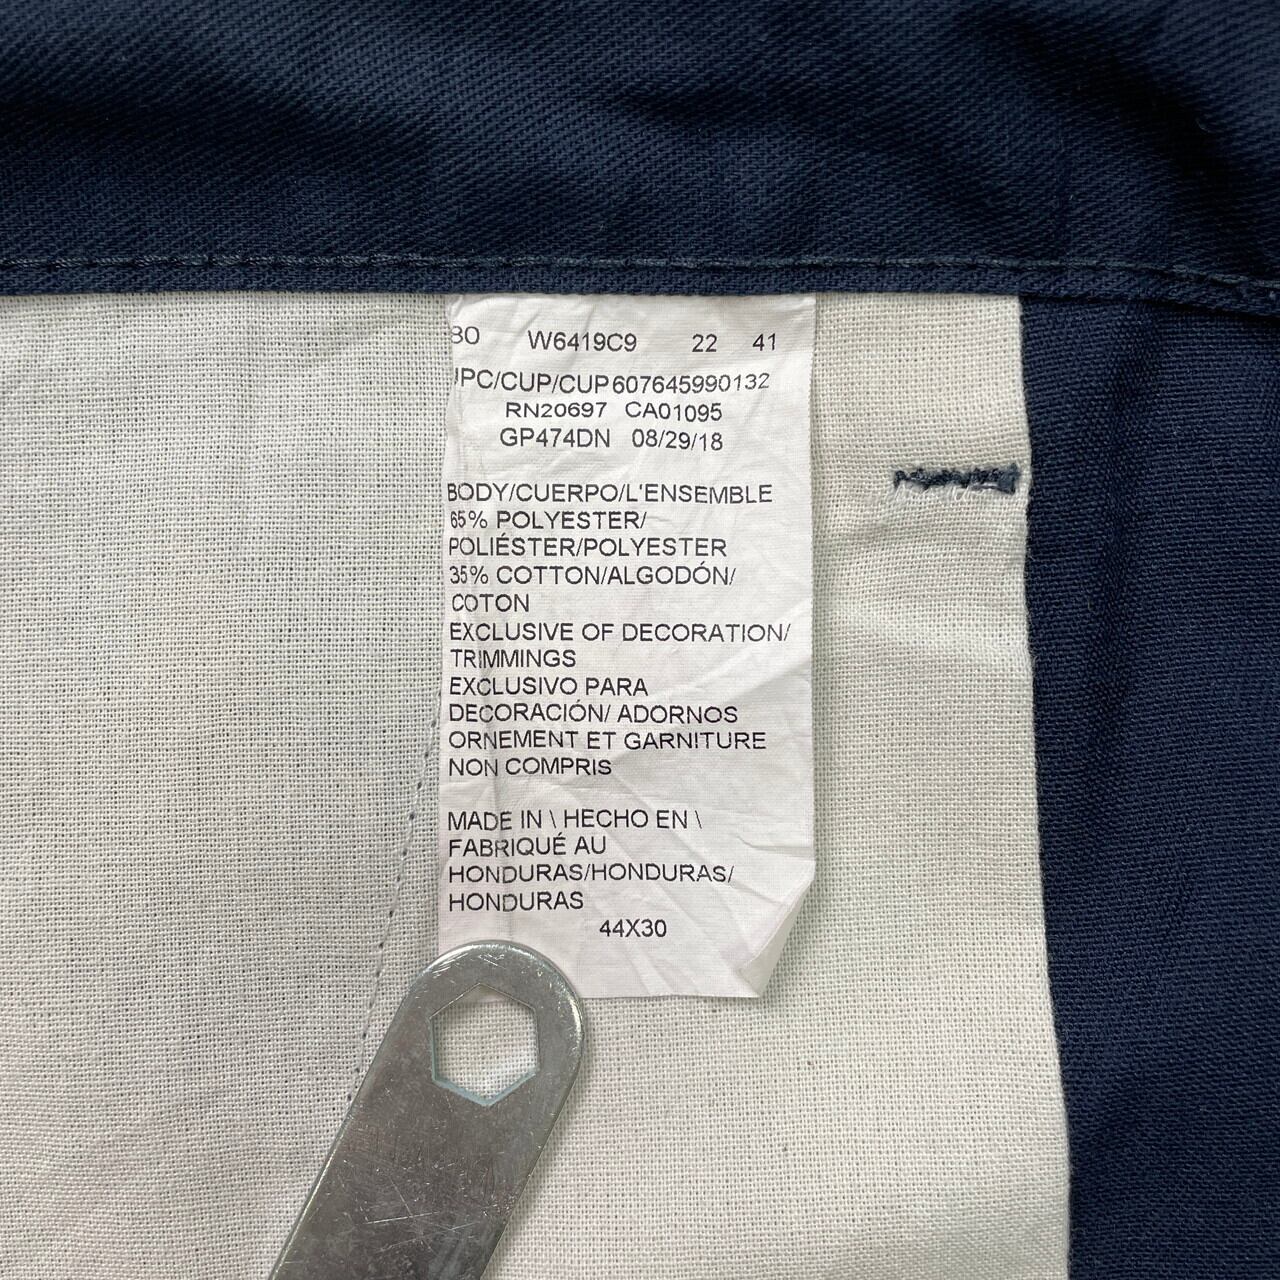 80 W6419C9 22 41
UPC/CUP/CUP607645990132
RN20697 CA01095
GP474DN 08/29/18
BODY/CUERPO/L'ENSEMBLE
65% POLYESTER/
POLIÉSTER/POLYESTER
35% COTTON/ALGODÓN/
COTON
EXCLUSIVE OF DECORATION/
TRIMMINGS
EXCLUSIVO PARA
DECORACIÓN/ ADORNOS
ORNEMENT ET GARNITURE
NON COMPRIS
MADE IN \ HECHO EN \
FABRIQUÉ AU
HONDURAS/HONDURAS/
HONDURAS
44X30